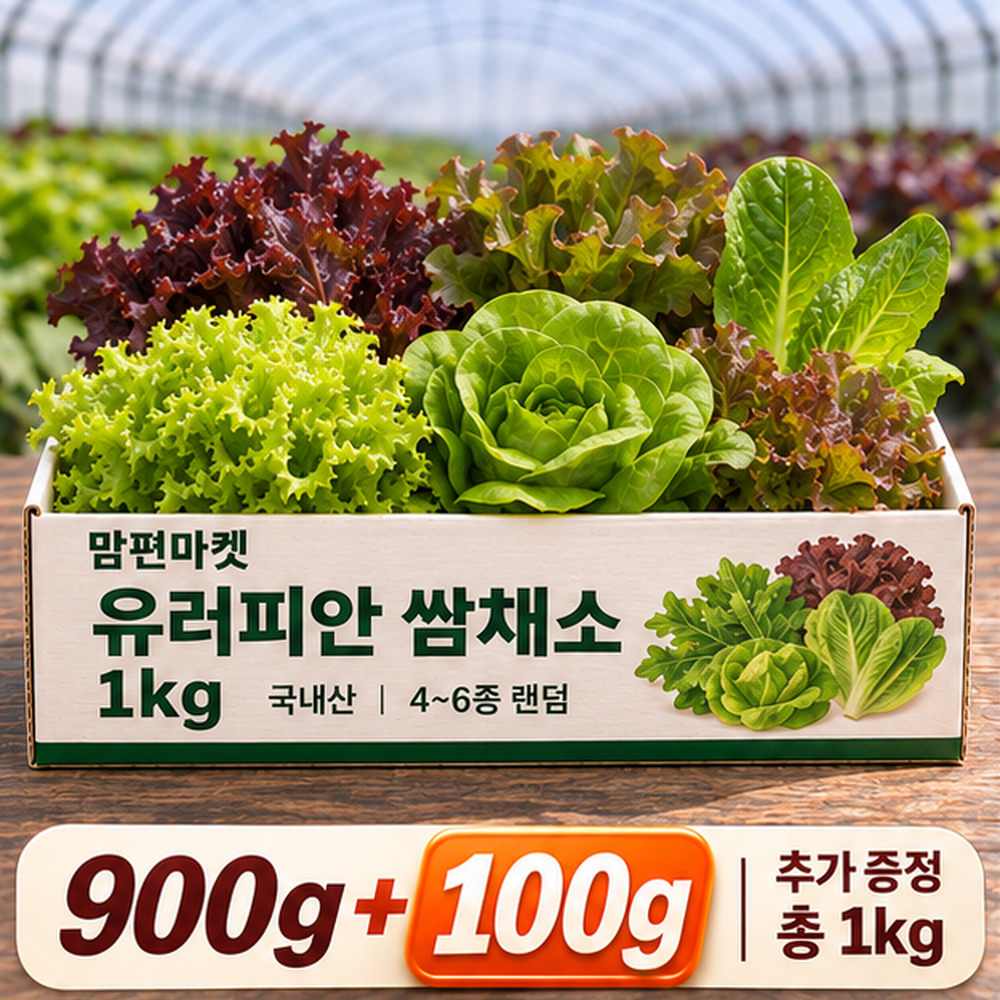 맘편마켓
유러피안 쌈채소
1kg 국내산 | 4~6종 랜덤
900g + 100g
추가 증정
총 1kg